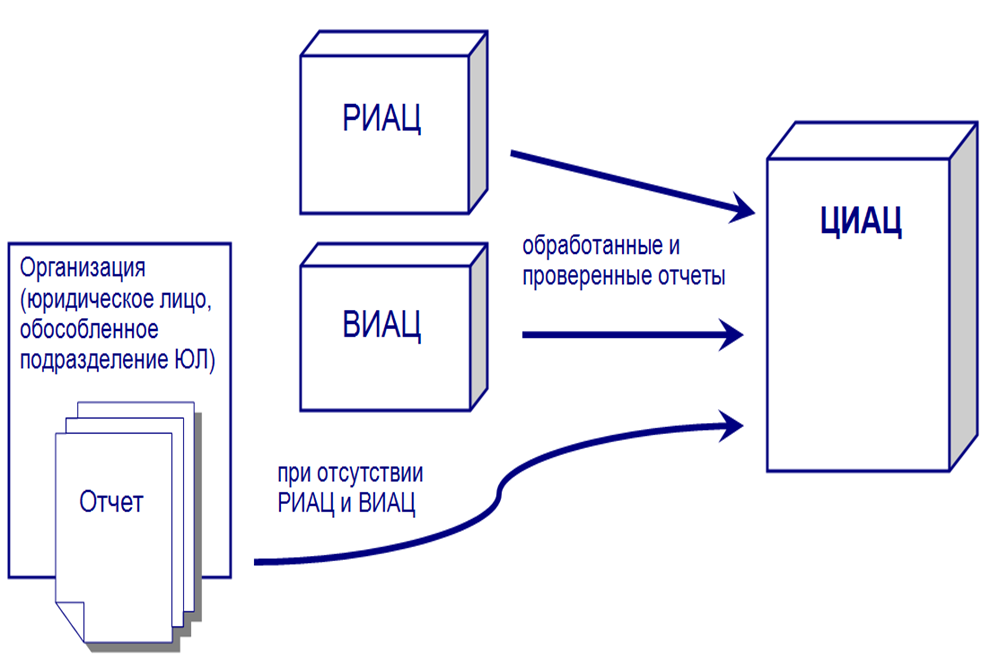 РИАЦ
ЦИАЦ
Организация
(юридическое лицо,
обособленное
подразделение ЮЛ)
обработанные и
проверенные отчеты
ВИАЦ
Отчет
при отсутствии
РИАЦ и ВИАЦ